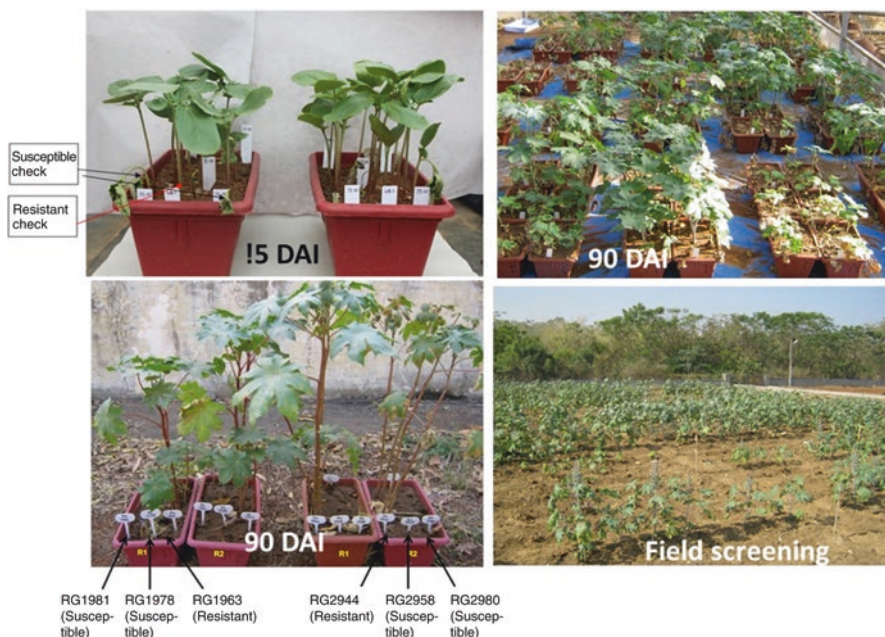 Susceptible
check
Resistant
check
!5 DAI
90 DAI
90 DAI
Field screening
R1
R2
R1
R2
RG1981
(Suscep-
tible)
RG1978
(Suscep-
tible)
RG1963
(Resistant)
RG2944
(Resistant)
RG2958
(Suscep-
tible)
RG2980
(Suscep-
tible)